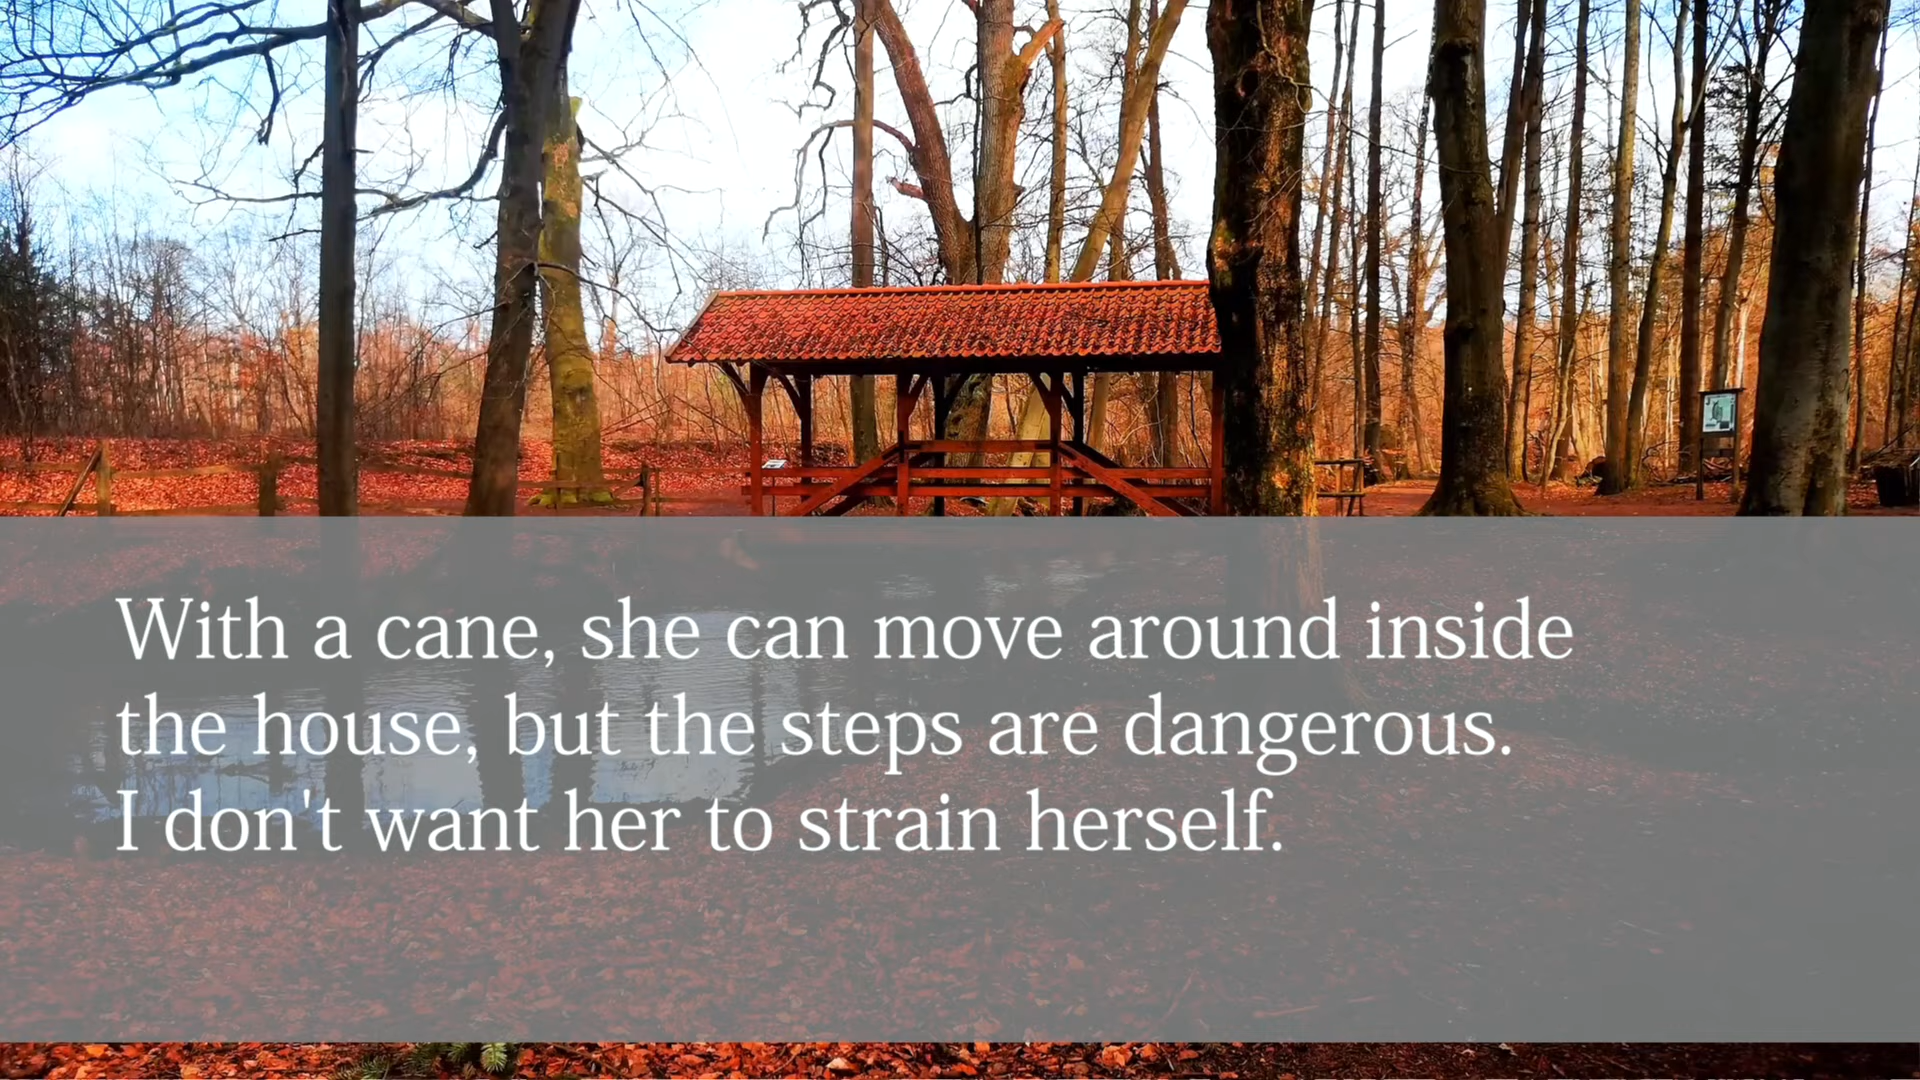 With a cane, she can move around inside
the house, but the steps are dangerous.
I don't want her to strain herself.